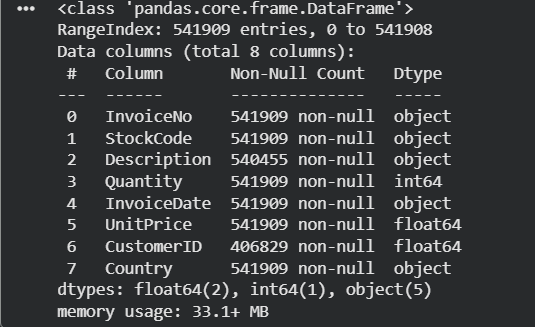 ••• <class 'pandas.core.frame.DataFrame'>
RangeIndex: 541909 entries, 0 to 541908
Data columns (total 8 columns):
 #   Column       Non-Null Count   Dtype
---  ------       --------------   -----
 0   InvoiceNo    541909 non-null  object
 1   StockCode    541909 non-null  object
 2   Description  540455 non-null  object
 3   Quantity     541909 non-null  int64
 4   InvoiceDate  541909 non-null  object
 5   UnitPrice    541909 non-null  float64
 6   CustomerID   406829 non-null  float64
 7   Country      541909 non-null  object
dtypes: float64(2), int64(1), object(5)
memory usage: 33.1+ MB